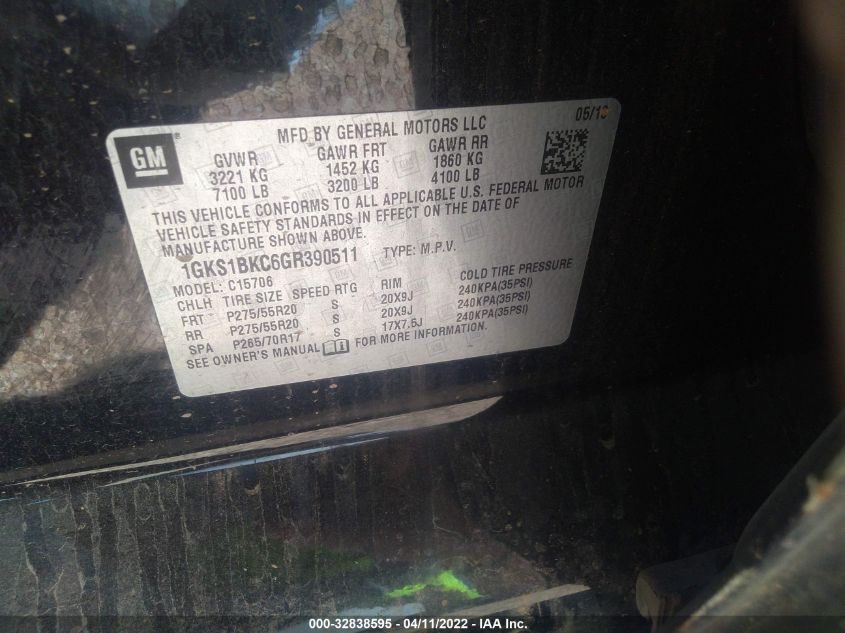 MFD BY GENERAL MOTORS LLC 05/16
GM
GVWR GAWR FRT GAWR RR
3221 KG 1452 KG 1860 KG
7100 LB 3200 LB 4100 LB
THIS VEHICLE CONFORMS TO ALL APPLICABLE U.S. FEDERAL MOTOR
VEHICLE SAFETY STANDARDS IN EFFECT ON THE DATE OF
MANUFACTURE SHOWN ABOVE.
1GKS1BKC6GR390511 TYPE: M.P.V.
MODEL: C15706
CHLH TIRE SIZE SPEED RTG RIM COLD TIRE PRESSURE
FRT P275/55R20 S 20X9J 240KPA(35PSI)
RR P275/55R20 S 20X9J 240KPA(35PSI)
SPA P265/70R17 S 17X7.5J 240KPA(35PSI)
SEE OWNER'S MANUAL FOR MORE INFORMATION.
000-32838595 - 04/11/2022 - IAA Inc.